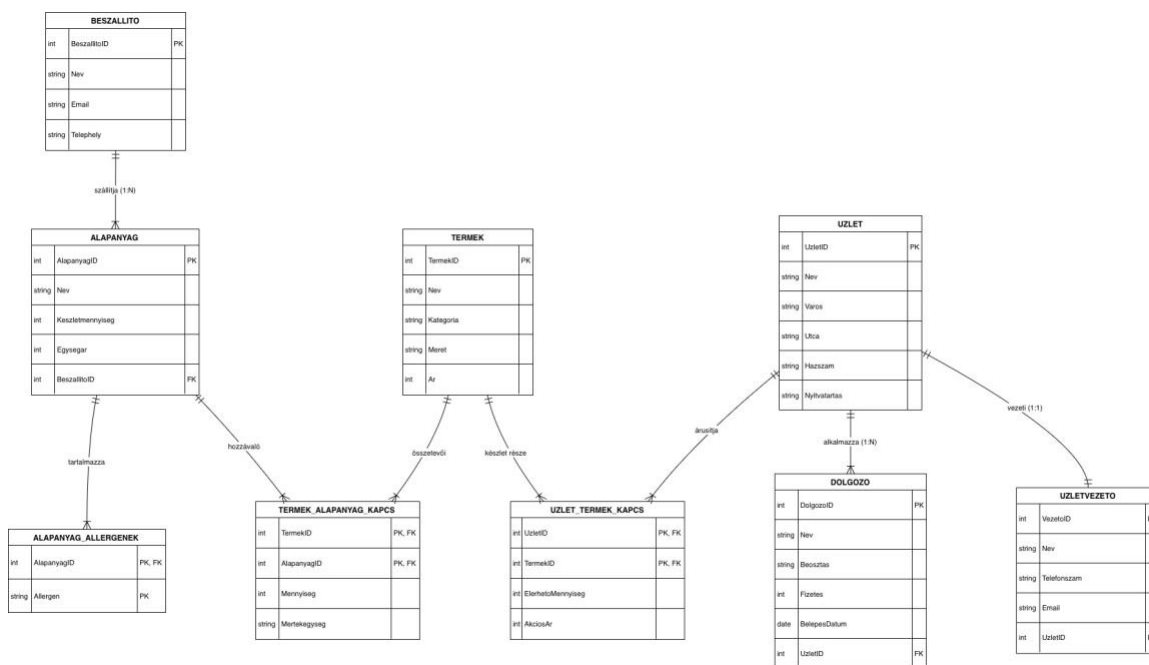 BESZALLITO
int BeszallitoID PK
string Nev
string Email
string Telephely
szállítja (1:N)
ALAPANYAG
int AlapanyagID PK
string Nev
int Keszletmennyiseg
int Egysegar
int BeszallitoID FK
TERMEK
int TermekID PK
string Nev
string Kategoria
string Meret
int Ar
UZLET
int UzletID PK
string Nev
string Varos
string Utca
string Hazszam
string Nyitvatartas
tartalmazza
hozzávaló
összetevői
készlet része
árusítja
alkalmazza (1:N)
vezeti (1:1)
ALAPANYAG_ALLERGENEK
int AlapanyagID PK, FK
string Allergen PK
TERMEK_ALAPANYAG_KAPCS
int TermekID PK, FK
int AlapanyagID PK, FK
int Mennyiseg
string Mertekegyseg
UZLET_TERMEK_KAPCS
int UzletID PK, FK
int TermekID PK, FK
int ElerhetoMennyiseg
int AkciosAr
DOLGOZO
int DolgozoID PK
string Nev
string Beosztas
int Fizetes
date BelepesDatum
int UzletID FK
UZLETVEZETO
int VezetoID
string Nev
string Telefonszam
string Email
int UzletID